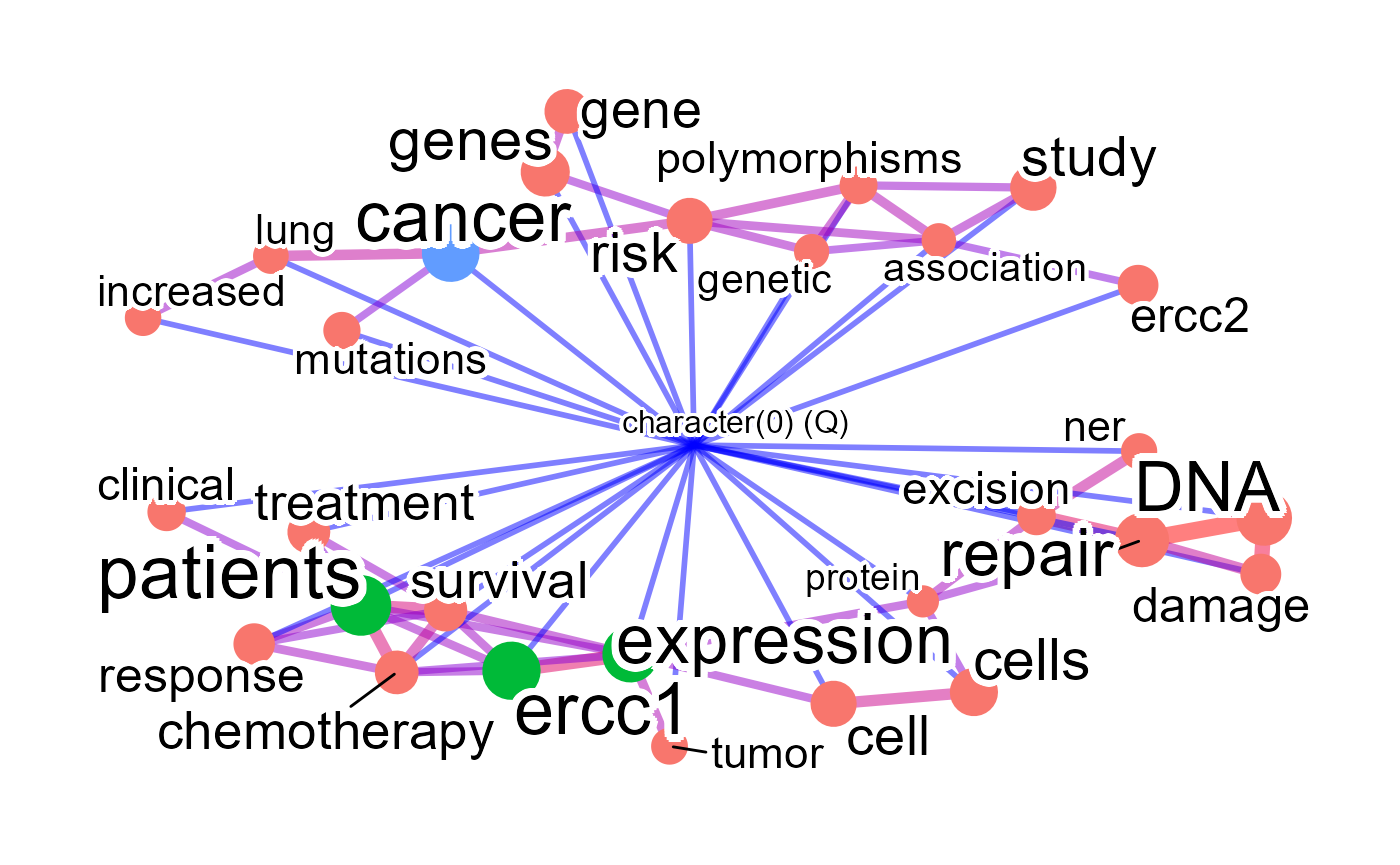 gene
genes
polymorphisms
study
lung
cancer
risk
genetic
association
increased
ercc2
mutations
character(0) (Q)
ner
clinical
treatment
excision
DNA
patients
survival
repair
protein
damage
response
expression
cells
chemotherapy
ercc1
cell
tumor